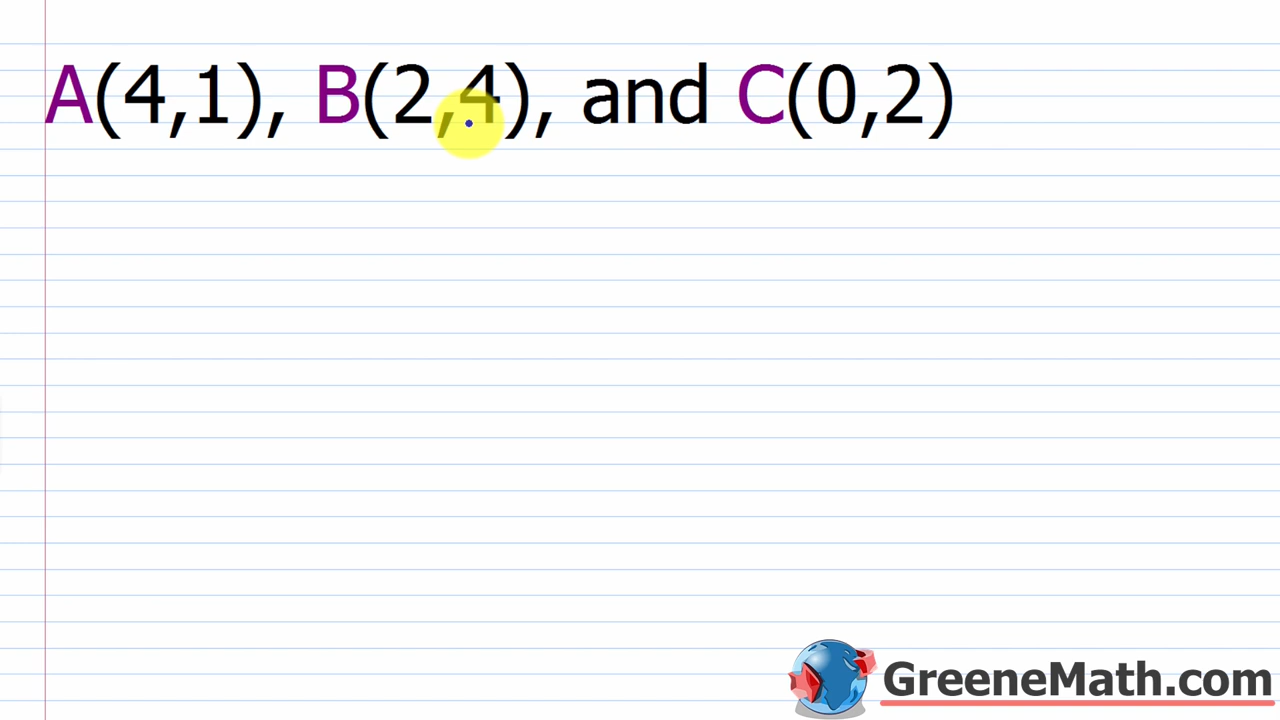 A(4,1), B(2,4), and C(0,2)
GreeneMath.com